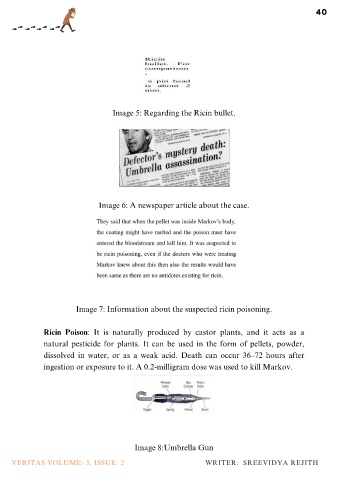 40
Ricin
bullet. For
comparison
,
a pin head
is about 2
mm.
Image 5: Regarding the Ricin bullet.
Defector's mystery death:
Umbrella assassination?
Image 6: A newspaper article about the case.
They said that when the pellet was inside Markov's body,
the coating might have melted and the poison must have
entered the bloodstream and kill him. It was suspected to
be ricin poisoning, even if the doctors who were treating
Markov knew about this then also the results would have
been same as there are no antidotes existing for ricin.
Image 7: Information about the suspected ricin poisoning.
Ricin Poison: It is naturally produced by castor plants, and it acts as a
natural pesticide for plants. It can be used in the form of pellets, powder,
dissolved in water, or as a weak acid. Death can occur 36–72 hours after
ingestion or exposure to it. A 0.2-milligram dose was used to kill Markov.
Trigger
Spring
Image 8:Umbrella Gun
VERITAS VOLUME: 3, ISSUE: 2
WRITER: SREEVIDYA REJITH